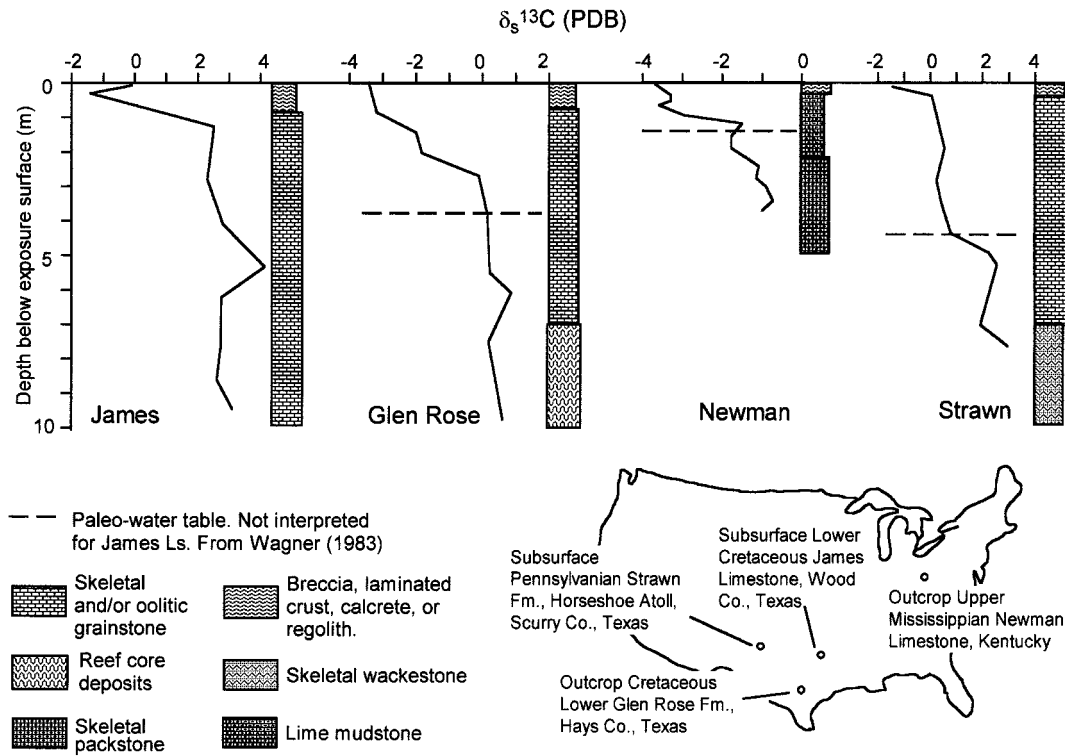 δs13C (PDB)
-2 0 2 4
-4 -2 0 2
-4 -2 0
-2 0 2 4
Depth below exposure surface (m)
0
5
10
James
Glen Rose
Newman
Strawn
Paleo-water table. Not interpreted
for James Ls. From Wagner (1983)
Skeletal
and/or oolitic
grainstone
Breccia, laminated
crust, calcrete, or
regolith.
Reef core
deposits
Skeletal wackestone
Skeletal
packstone
Lime mudstone
Subsurface
Pennsylvanian Strawn
Fm., Horseshoe Atoll,
Scurry Co., Texas
Subsurface Lower
Cretaceous James
Limestone, Wood
Co., Texas
Outcrop Upper
Mississippian Newman
Limestone, Kentucky
Outcrop Cretaceous
Lower Glen Rose Fm.,
Hays Co., Texas